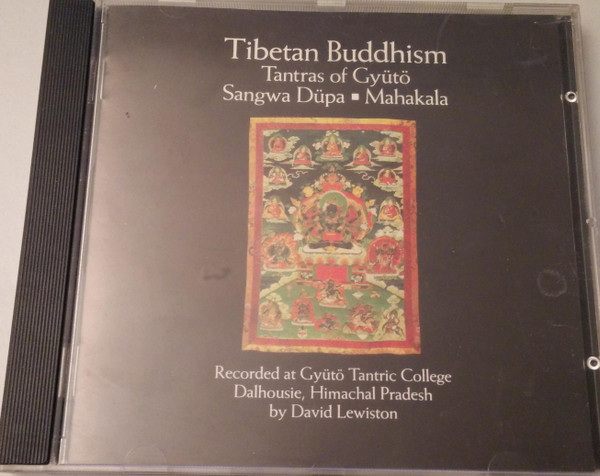 Tibetan Buddhism
Tantras of Gyütö
Sangwa Düpa ▪ Mahakala
Recorded at Gyütö Tantric College
Dalhousie, Himachal Pradesh
by David Lewiston